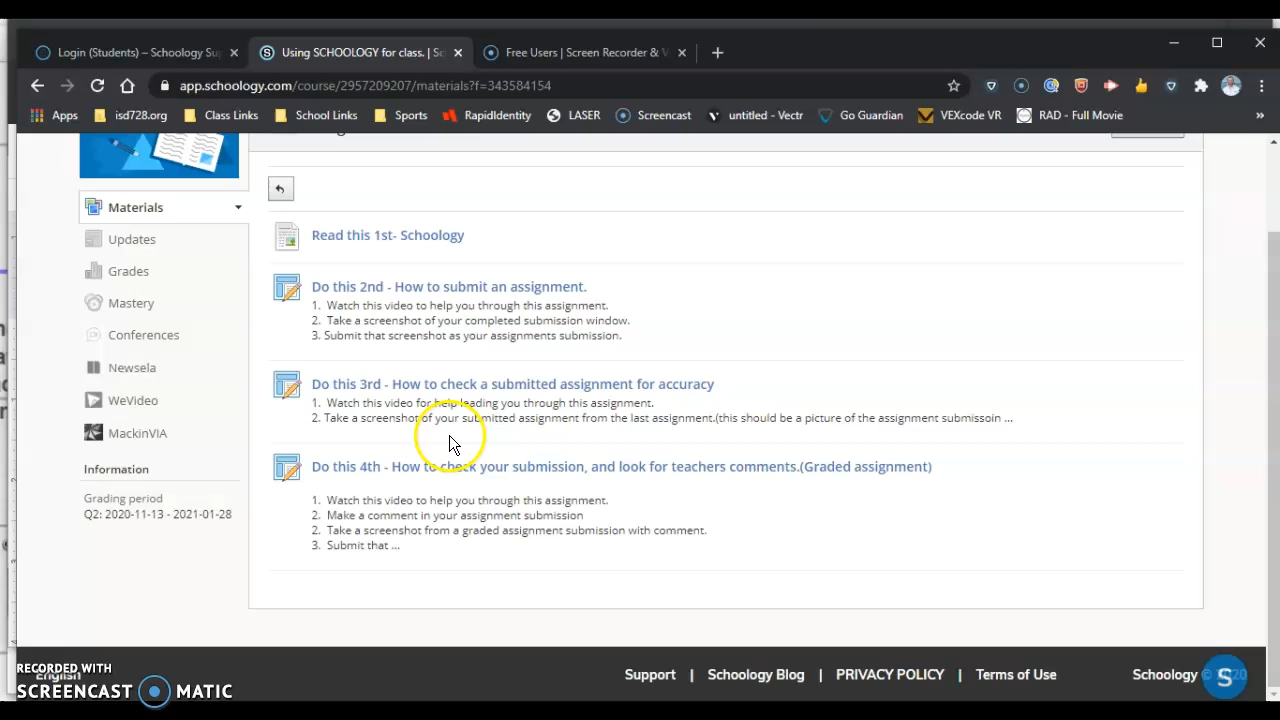 Login (Students) – Schoology Su
Using SCHOOLOGY for class. | Sc
Free Users | Screen Recorder & V
app.schoology.com/course/2957209207/materials?f=343584154
Apps isd728.org Class Links School Links Sports RapidIdentity LASER Screencast untitled - Vectr Go Guardian VEXcode VR RAD - Full Movie »
Materials
Updates
Grades
Mastery
Conferences
Newsela
WeVideo
MackinVIA
Information
Grading period
Q2: 2020-11-13 - 2021-01-28
Read this 1st- Schoology
Do this 2nd - How to submit an assignment.
1. Watch this video to help you through this assignment.
2. Take a screenshot of your completed submission window.
3. Submit that screenshot as your assignments submission.
Do this 3rd - How to check a submitted assignment for accuracy
1. Watch this video for help leading you through this assignment.
2. Take a screenshot of your submitted assignment from the last assignment.(this should be a picture of the assignment submissoin ...
Do this 4th - How to check your submission, and look for teachers comments.(Graded assignment)
1. Watch this video to help you through this assignment.
2. Make a comment in your assignment submission
2. Take a screenshot from a graded assignment submission with comment.
3. Submit that ...
English
Support | Schoology Blog | PRIVACY POLICY | Terms of Use
Schoology ©
S
RECORDED WITH
SCREENCAST MATIC